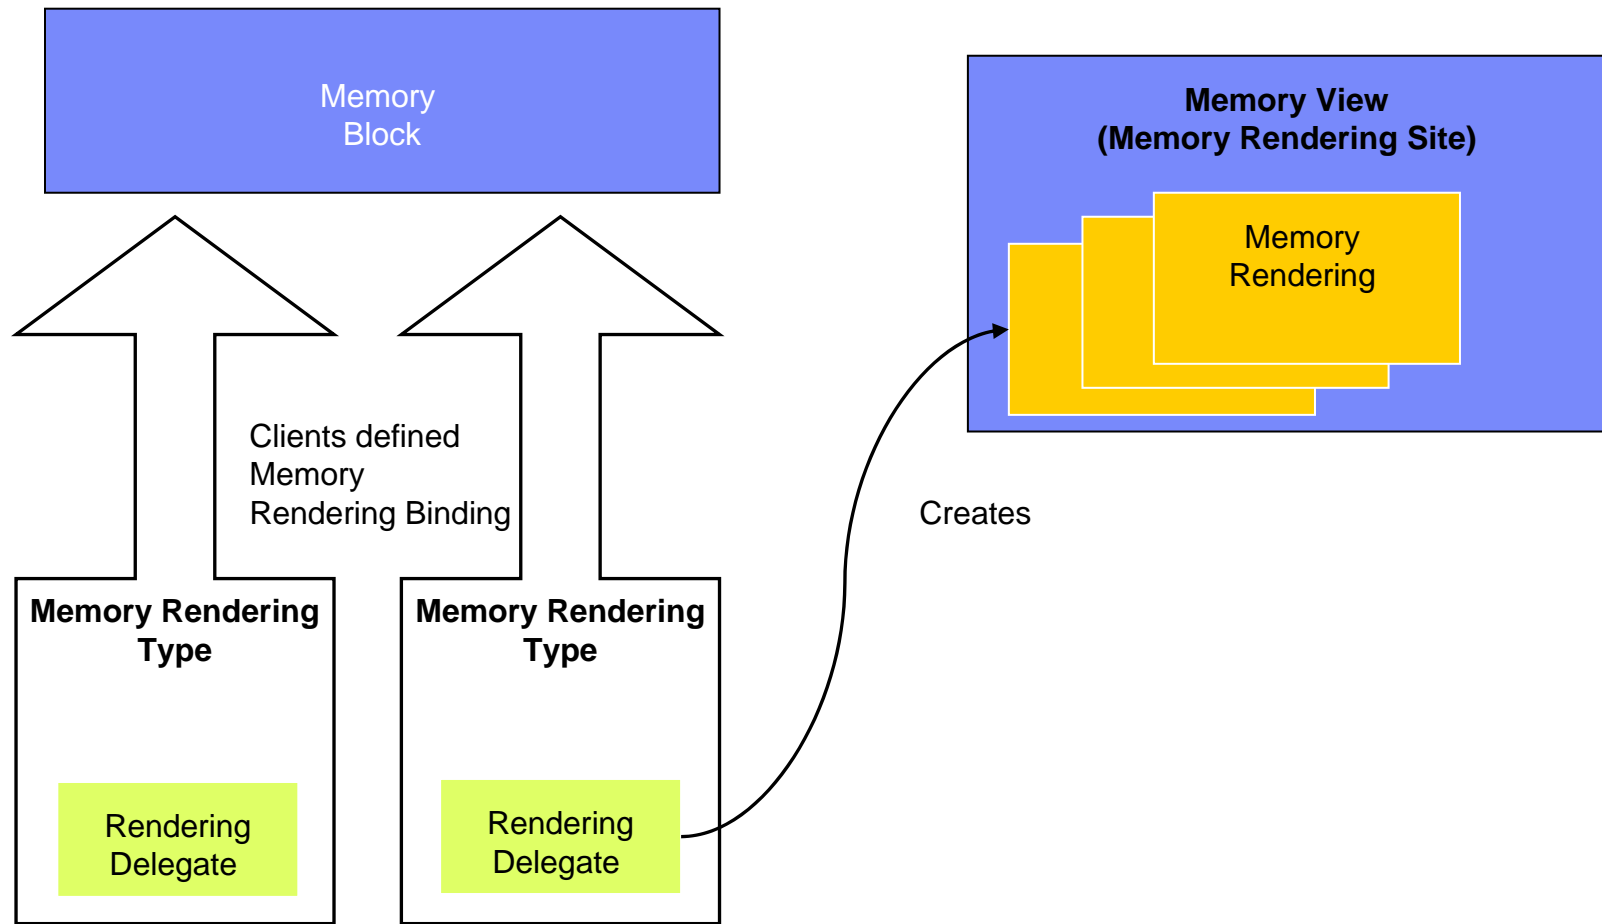 Memory
Block
Memory View
(Memory Rendering Site)
Memory
Rendering
Clients defined
Memory
Rendering Binding
Creates
Memory Rendering
Type
Memory Rendering
Type
Rendering
Delegate
Rendering
Delegate